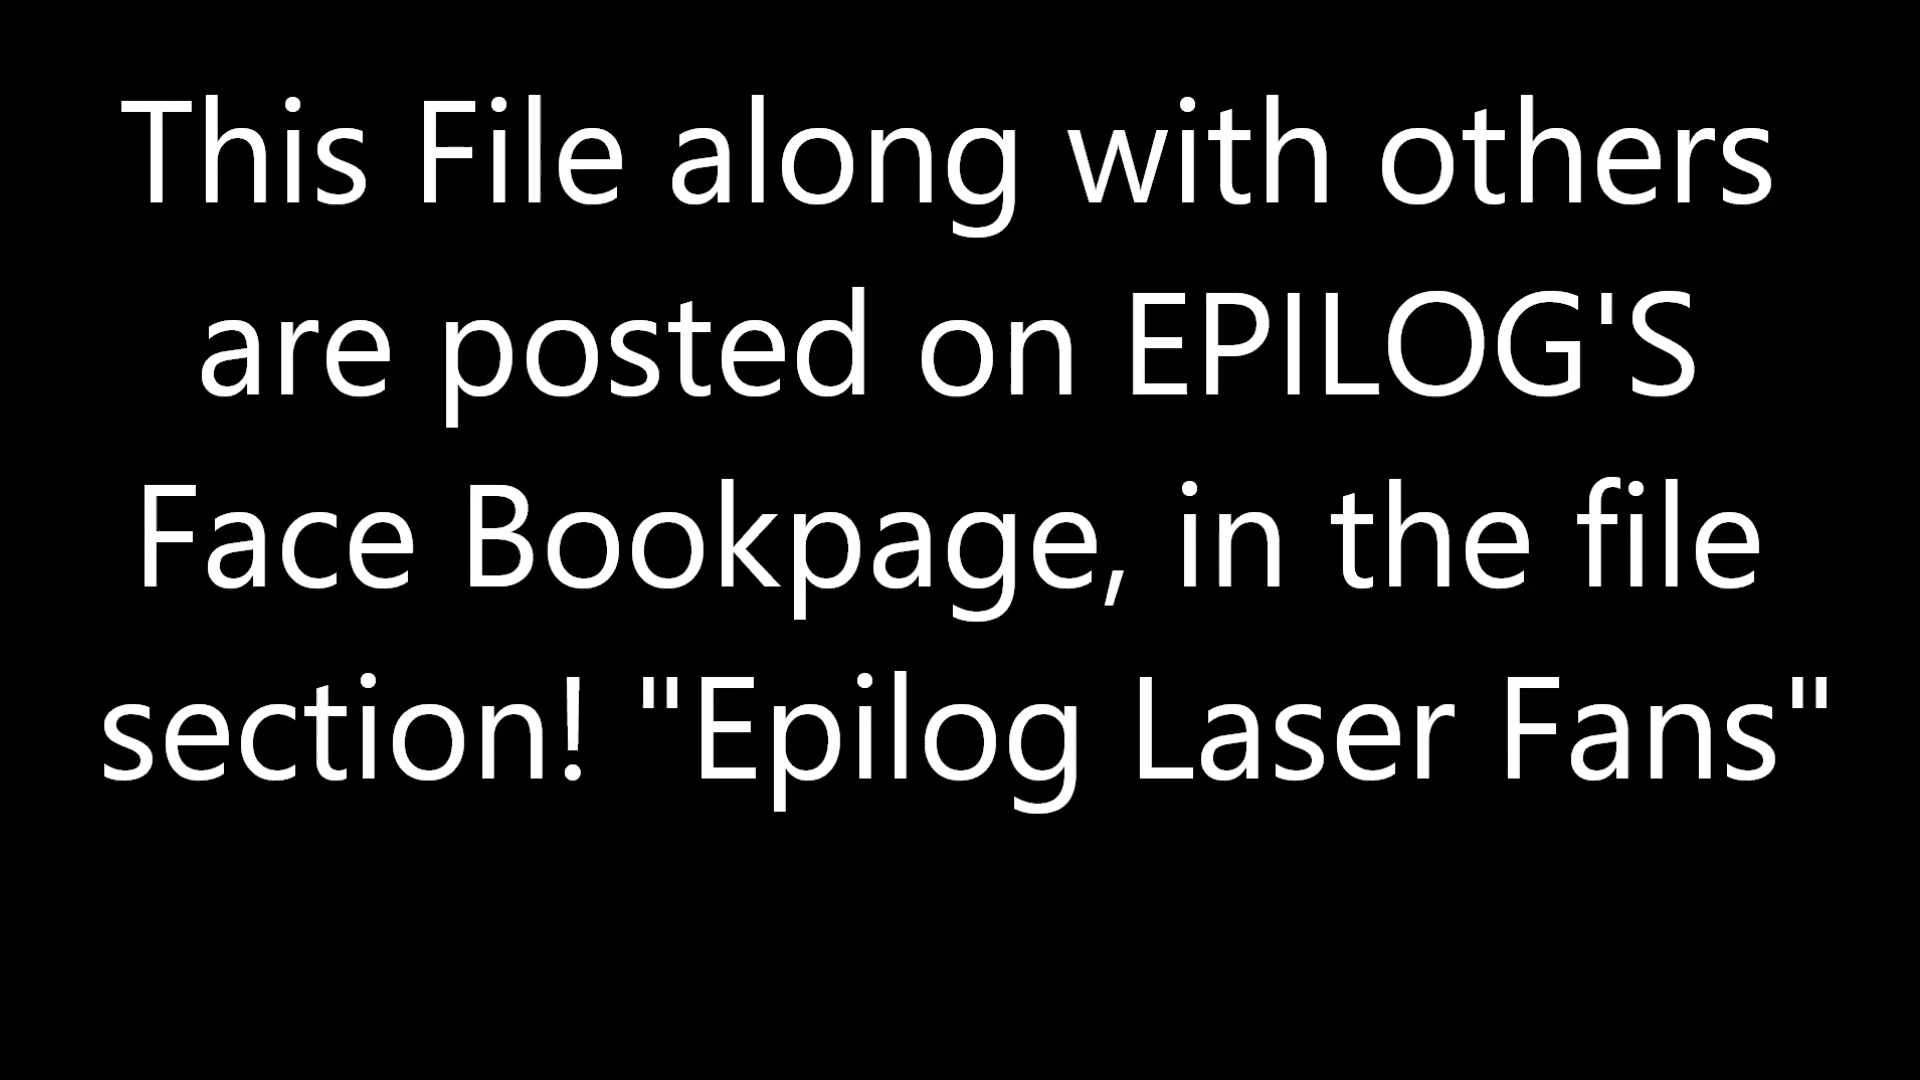 This File along with others
are posted on EPILOG'S
Face Bookpage, in the file
section! "Epilog Laser Fans"